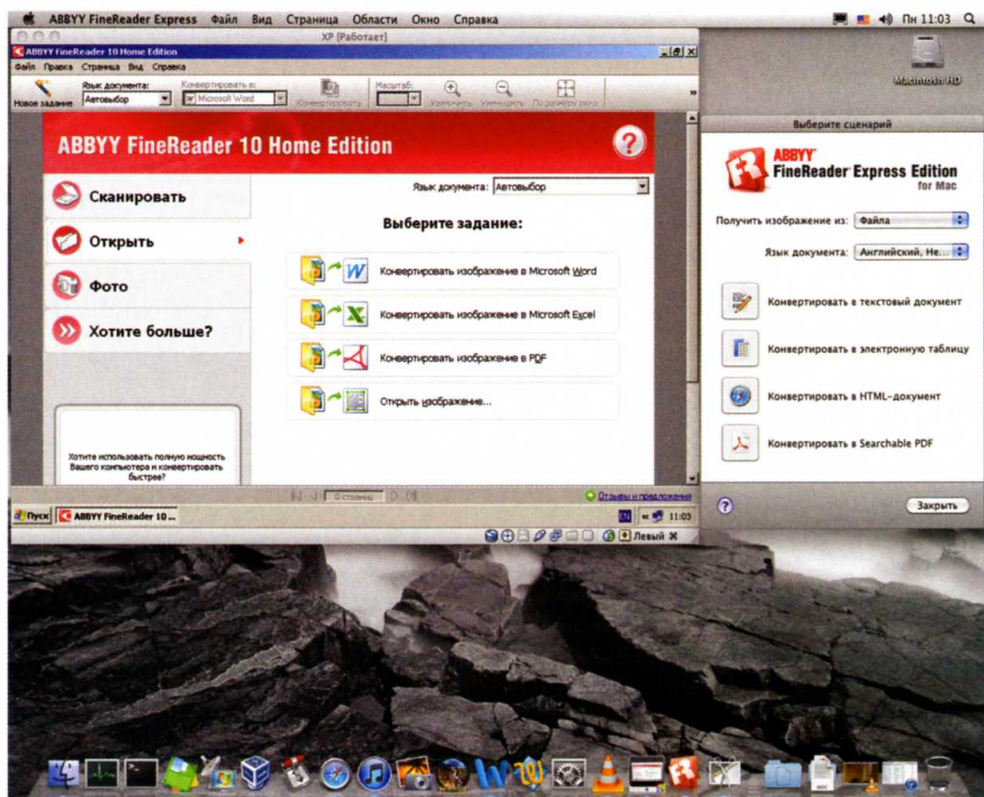 ABBYY FineReader Express Файл Вид Страница Области Окно Справка Пн 11:03
XP [Работает]
ABBYY FineReader 10 Home Edition
Файл Правка Страница Вид Справка
Новое задание
Язык документа:
Автовыбор
Конвертировать в:
Microsoft Word
Конвертировать
Масштаб:
Увеличить Уменьшить По размеру окна
»
ABBYY FineReader 10 Home Edition
?
Сканировать
Открыть
Фото
Хотите больше?
Хотите использовать полную мощность
Вашего компьютера и конвертировать
быстрее?
Язык документа: Автовыбор
Выберите задание:
Конвертировать изображение в Microsoft Word
Конвертировать изображение в Microsoft Excel
Конвертировать изображение в PDF
Открыть изображение...
0 страниц
Отзывы и предложения
Пуск ABBYY FineReader 10 ... EN « 11:03
Левый ⌘
Macintosh HD
Выберите сценарий
ABBYY
FineReader Express Edition
for Mac
Получить изображение из: Файла
Язык документа: Английский, Не...
Конвертировать в текстовый документ
Конвертировать в электронную таблицу
Конвертировать в HTML-документ
Конвертировать в Searchable PDF
?
Закрыть